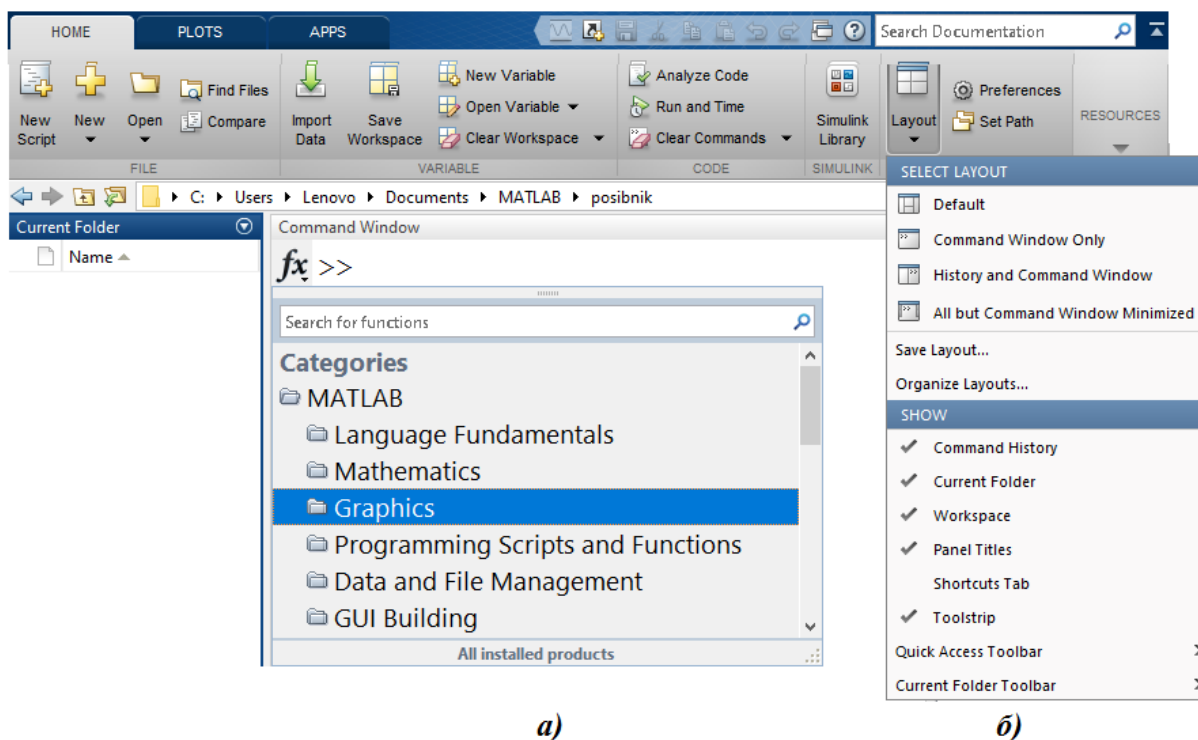 HOME PLOTS APPS Search Documentation
New Script
New
Open
Find Files
Compare
FILE
Import Data
Save Workspace
New Variable
Open Variable
Clear Workspace
VARIABLE
Analyze Code
Run and Time
Clear Commands
CODE
Simulink Library
SIMULINK
Layout
Preferences
Set Path
RESOURCES
C: Users Lenovo Documents MATLAB posibnik
Current Folder
Name
Command Window
fx >>
Search for functions
Categories
MATLAB
Language Fundamentals
Mathematics
Graphics
Programming Scripts and Functions
Data and File Management
GUI Building
All installed products
SELECT LAYOUT
Default
Command Window Only
History and Command Window
All but Command Window Minimized
Save Layout...
Organize Layouts...
SHOW
Command History
Current Folder
Workspace
Panel Titles
Shortcuts Tab
Toolstrip
Quick Access Toolbar
Current Folder Toolbar
а) б)